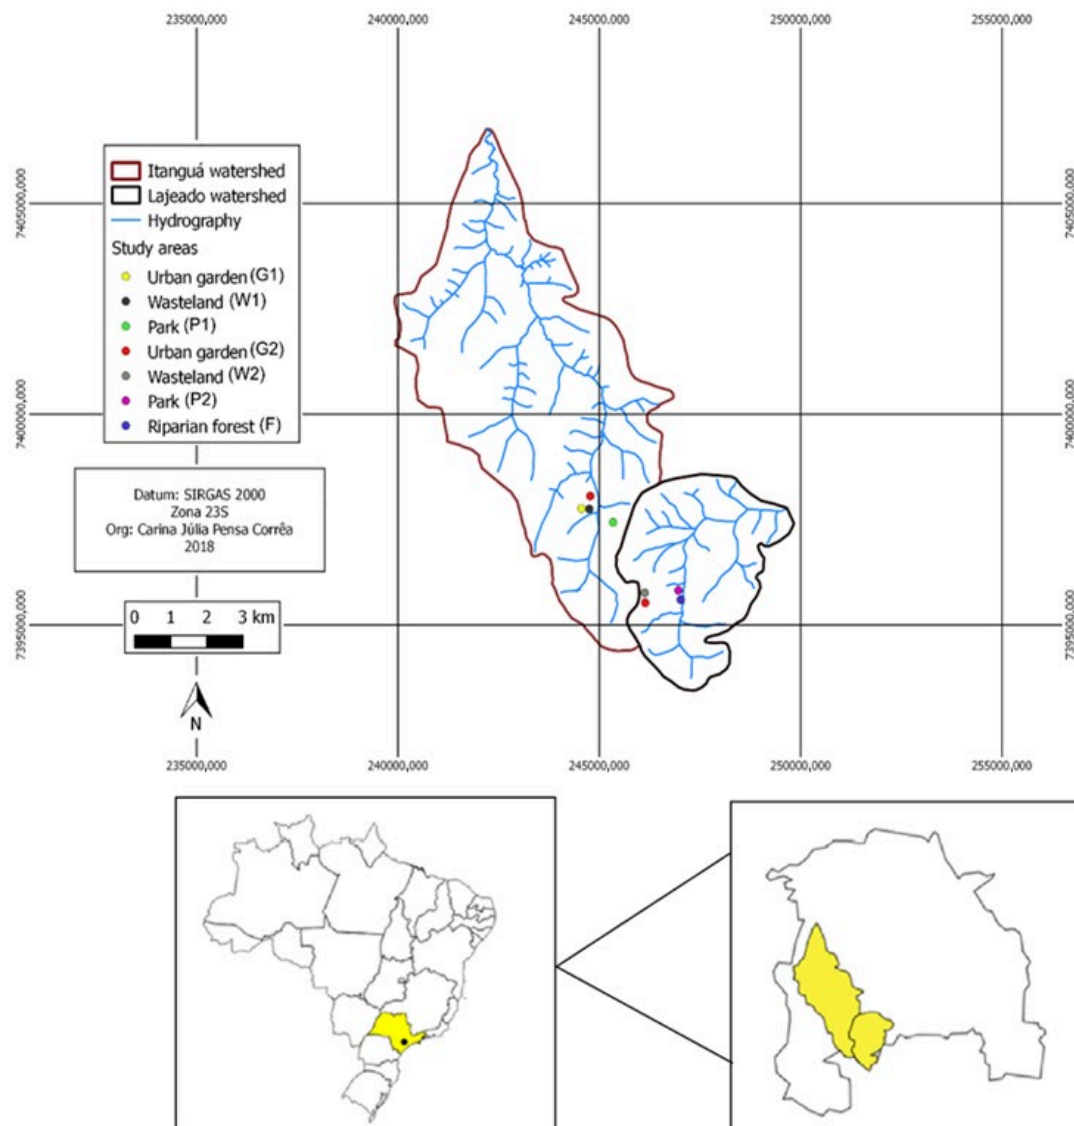 235000,000 240000,000 245000,000 250000,000 255000,000
Itanguá watershed
Lajeado watershed
Hydrography
Study areas
Urban garden (G1)
Wasteland (W1)
Park (P1)
Urban garden (G2)
Wasteland (W2)
Park (P2)
Riparian forest (F)
7405000,000 7405000,000
7400000,000 7400000,000
Datum: SIRGAS 2000
Zona 23S
Org: Carina Júlia Pensa Corrêa
2018
0 1 2 3 km
7395000,000 7395000,000
N
235000,000 240000,000 245000,000 250000,000 255000,000